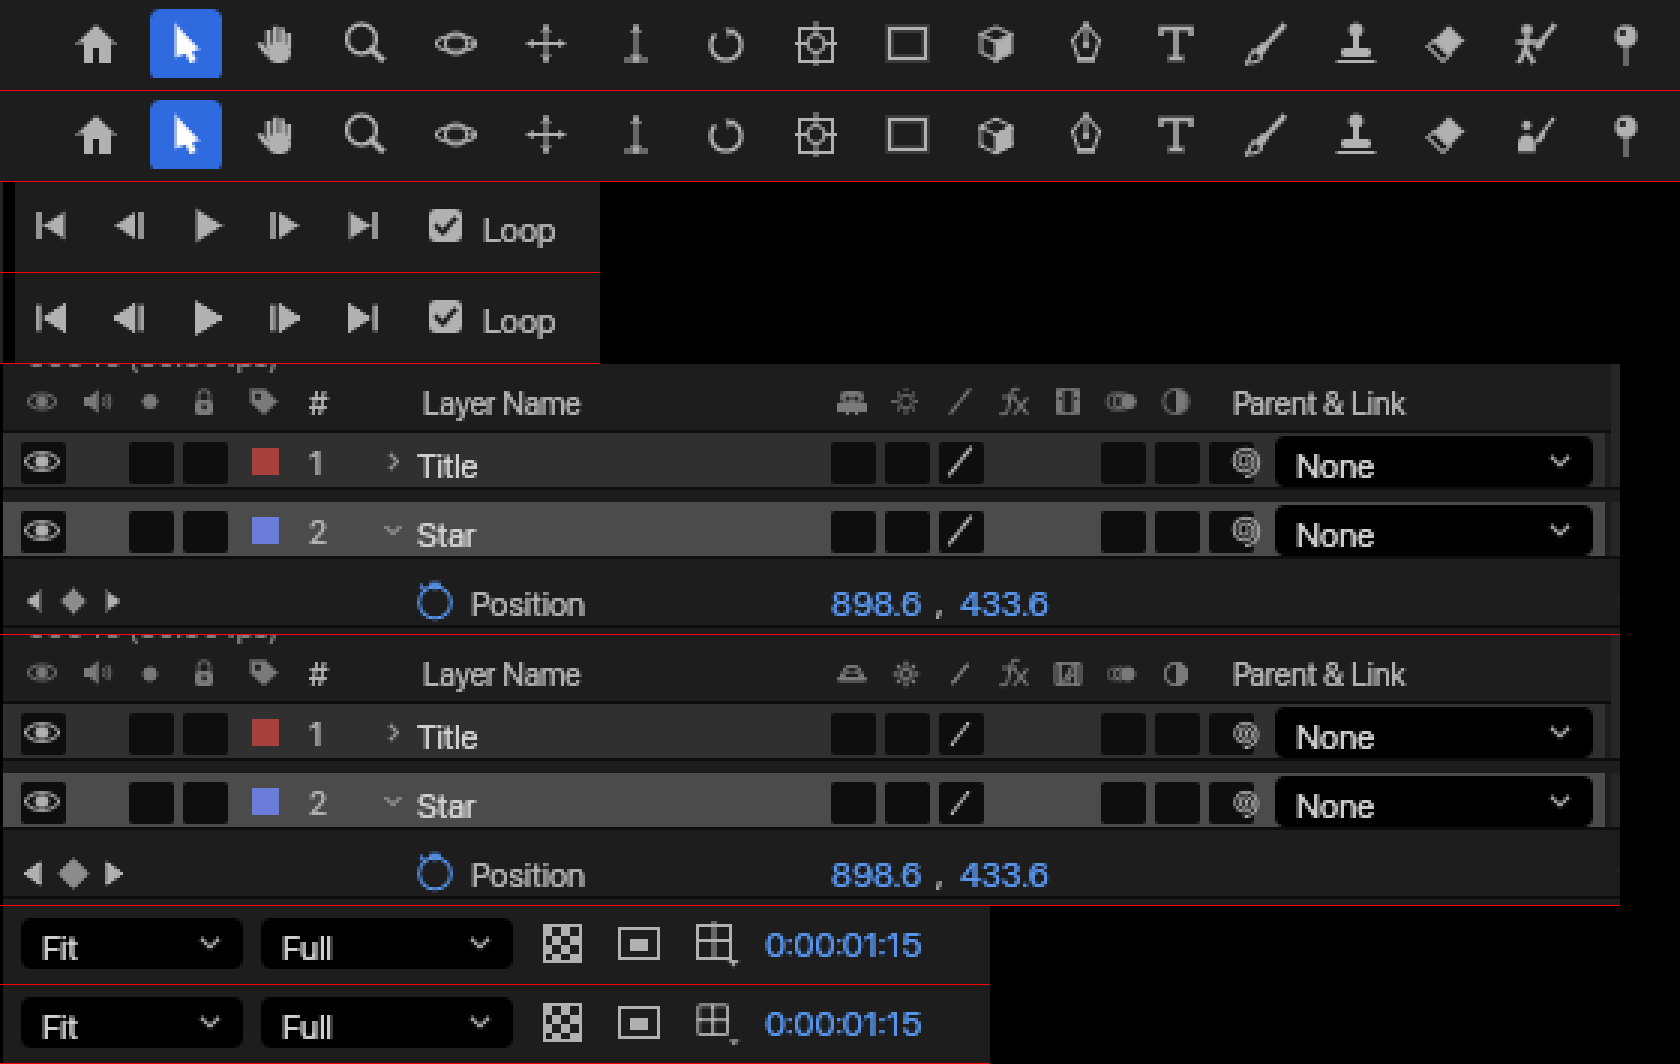 Loop
Loop
# Layer Name fx Parent & Link
1 Title None
2 Star None
Position 898.6 , 433.6
# Layer Name fx Parent & Link
1 Title None
2 Star None
Position 898.6 , 433.6
Fit Full 0:00:01:15
Fit Full 0:00:01:15